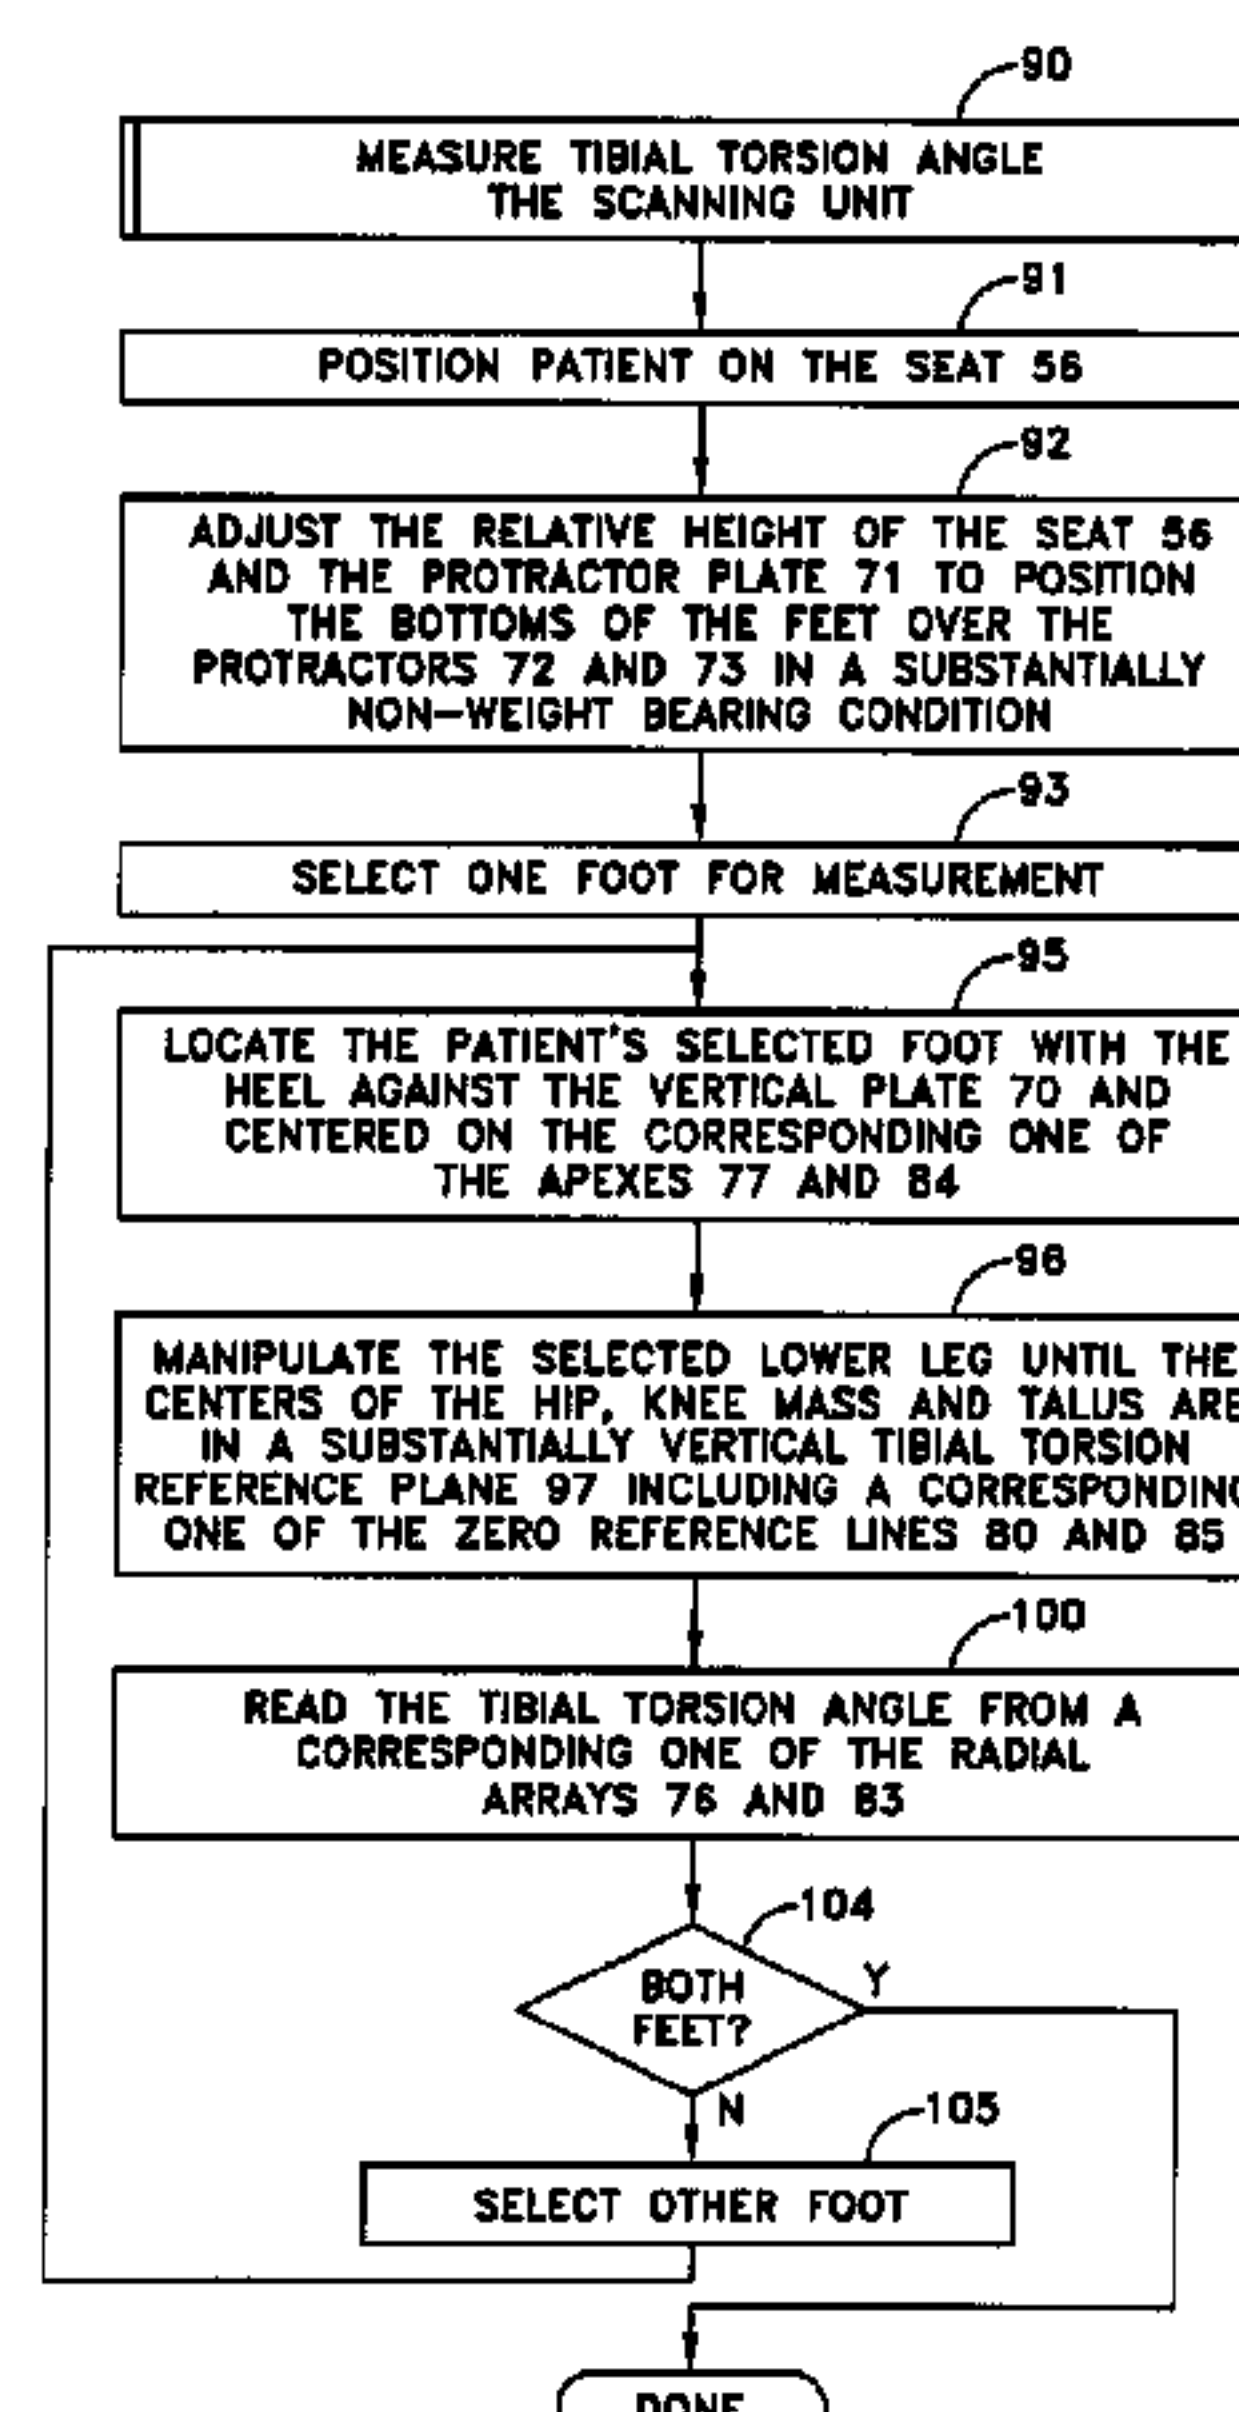 90
MEASURE TIBIAL TORSION ANGLE
THE SCANNING UNIT
91
POSITION PATIENT ON THE SEAT 56
92
ADJUST THE RELATIVE HEIGHT OF THE SEAT 56
AND THE PROTRACTOR PLATE 71 TO POSITION
THE BOTTOMS OF THE FEET OVER THE
PROTRACTORS 72 AND 73 IN A SUBSTANTIALLY
NON-WEIGHT BEARING CONDITION
93
SELECT ONE FOOT FOR MEASUREMENT
95
LOCATE THE PATIENT'S SELECTED FOOT WITH THE
HEEL AGAINST THE VERTICAL PLATE 70 AND
CENTERED ON THE CORRESPONDING ONE OF
THE APEXES 77 AND 84
96
MANIPULATE THE SELECTED LOWER LEG UNTIL THE
CENTERS OF THE HIP, KNEE MASS AND TALUS ARE
IN A SUBSTANTIALLY VERTICAL TIBIAL TORSION
REFERENCE PLANE 97 INCLUDING A CORRESPONDING
ONE OF THE ZERO REFERENCE LINES 80 AND 85
100
READ THE TIBIAL TORSION ANGLE FROM A
CORRESPONDING ONE OF THE RADIAL
ARRAYS 76 AND 83
104
BOTH
FEET?
Y
N
105
SELECT OTHER FOOT
DONE